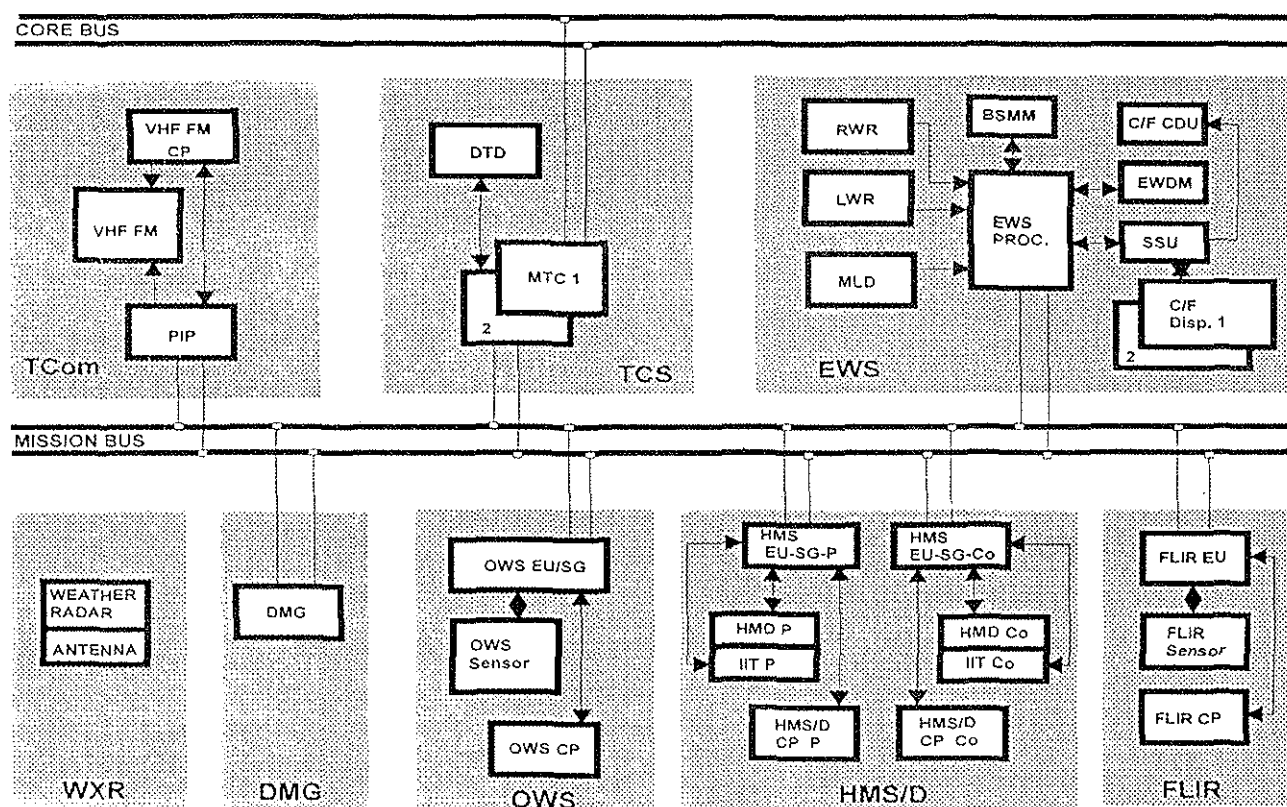 CORE BUS
VHF FM
CP
VHF FM
PIP
TCom
DTD
MTC 1
2
TCS
RWR
LWR
MLD
BSMM
EWS
PROC.
C/F CDU
EWDM
SSU
C/F
Disp. 1
2
EWS
MISSION BUS
WEATHER
RADAR
ANTENNA
WXR
DMG
DMG
OWS EU/SG
OWS
Sensor
OWS CP
OWS
HMS
EU-SG-P
HMD P
IIT P
HMS/D
CP P
HMS
EU-SG-Co
HMD Co
IIT Co
HMS/D
CP Co
HMS/D
FLIR EU
FLIR
Sensor
FLIR CP
FLIR